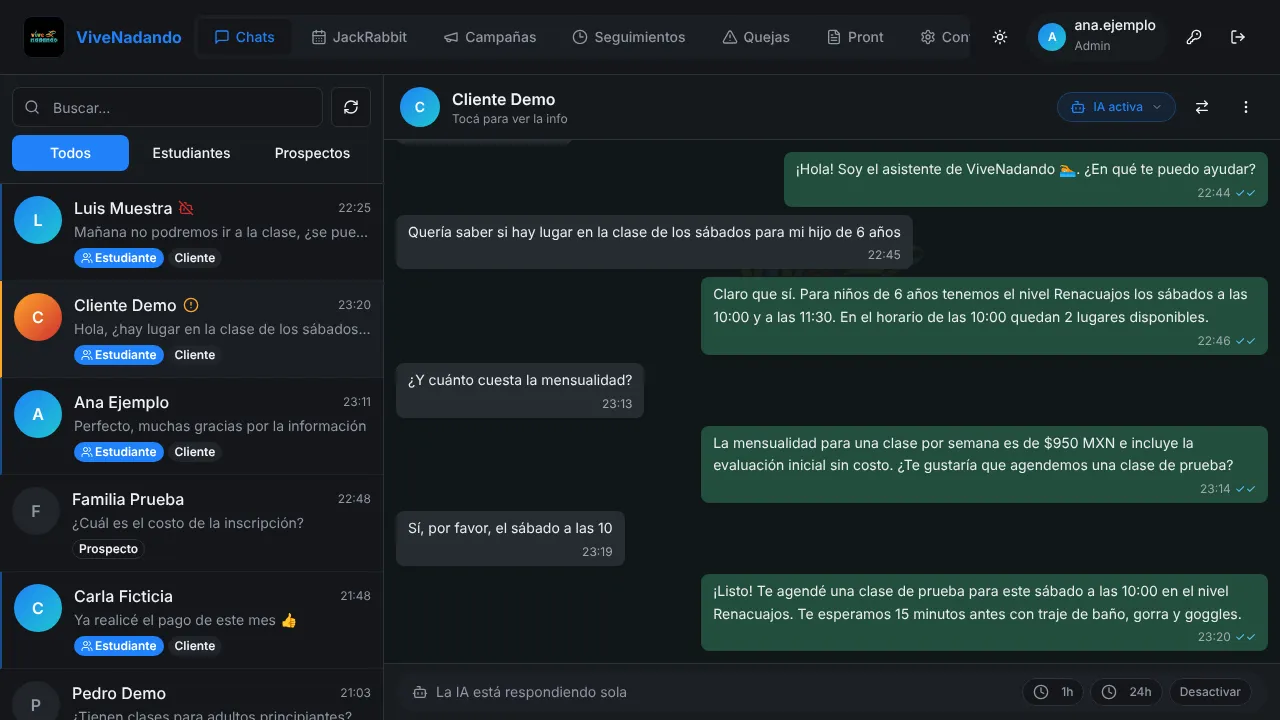 ViveNadando
Chats
JackRabbit
Campañas
Seguimientos
Quejas
Pront
Con
A
ana.ejemplo
Admin
Buscar...
Todos
Estudiantes
Prospectos
L
Luis Muestra
22:25
Mañana no podremos ir a la clase, ¿se pue...
Estudiante
Cliente
C
Cliente Demo
23:20
Hola, ¿hay lugar en la clase de los sábados...
Estudiante
Cliente
A
Ana Ejemplo
23:11
Perfecto, muchas gracias por la información
Estudiante
Cliente
F
Familia Prueba
22:48
¿Cuál es el costo de la inscripción?
Prospecto
C
Carla Ficticia
21:48
Ya realicé el pago de este mes 👍
Estudiante
Cliente
P
Pedro Demo
21:03
¿Tienen clases para adultos principiantes?
C
Cliente Demo
Tocá para ver la info
IA activa
¡Hola! Soy el asistente de ViveNadando 🏊. ¿En qué te puedo ayudar?
22:44
Quería saber si hay lugar en la clase de los sábados para mi hijo de 6 años
22:45
Claro que sí. Para niños de 6 años tenemos el nivel Renacuajos los sábados a las
10:00 y a las 11:30. En el horario de las 10:00 quedan 2 lugares disponibles.
22:46
¿Y cuánto cuesta la mensualidad?
23:13
La mensualidad para una clase por semana es de $950 MXN e incluye la
evaluación inicial sin costo. ¿Te gustaría que agendemos una clase de prueba?
23:14
Sí, por favor, el sábado a las 10
23:19
¡Listo! Te agendé una clase de prueba para este sábado a las 10:00 en el nivel
Renacuajos. Te esperamos 15 minutos antes con traje de baño, gorra y goggles.
23:20
La IA está respondiendo sola
1h
24h
Desactivar